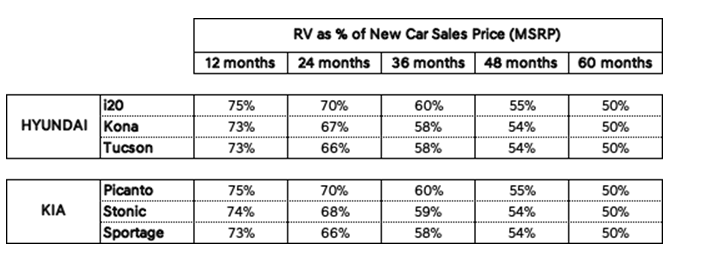 RV as % of New Car Sales Price (MSRP)
12 months 24 months 36 months 48 months 60 months
i20 75% 70% 60% 55% 50%
HYUNDAI Kona 73% 67% 58% 54% 50%
Tucson 73% 66% 58% 54% 50%
Picanto 75% 70% 60% 55% 50%
KIA Stonic 74% 68% 59% 54% 50%
Sportage 73% 66% 58% 54% 50%